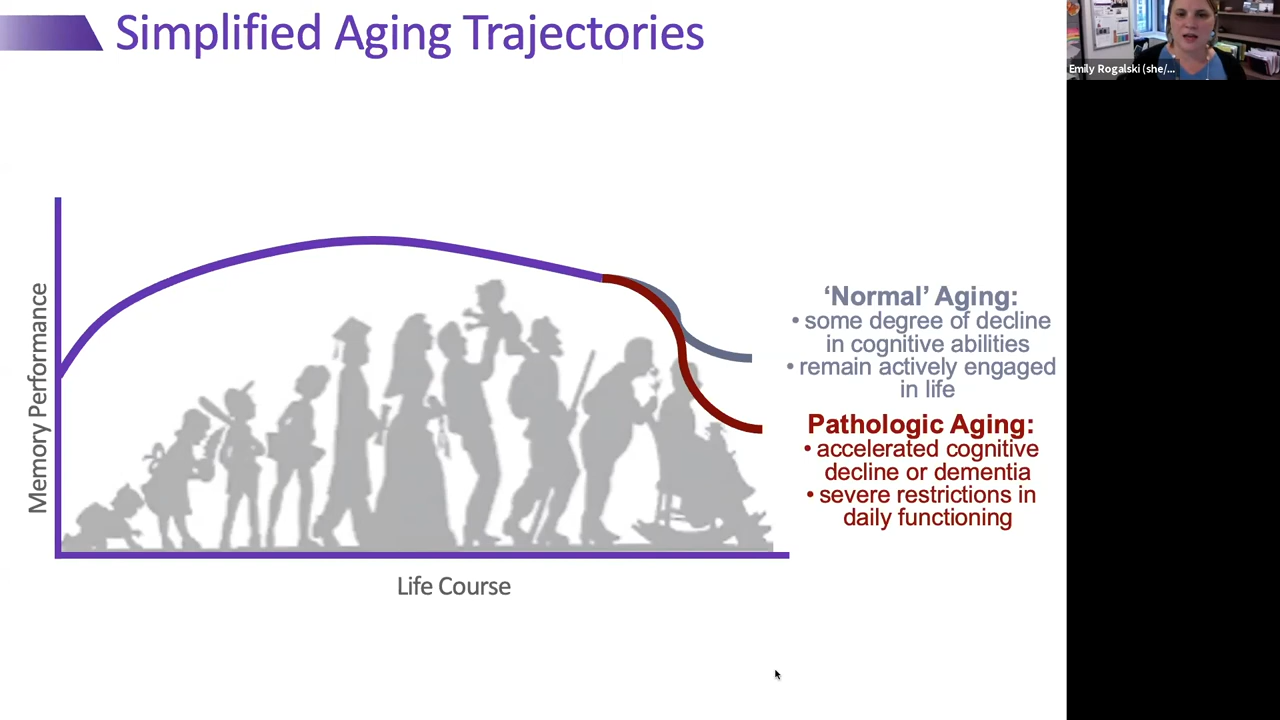 Simplified Aging Trajectories
Emily Rogalski (she/...
Memory Performance
‘Normal’ Aging:
• some degree of decline
in cognitive abilities
• remain actively engaged
in life
Pathologic Aging:
• accelerated cognitive
decline or dementia
• severe restrictions in
daily functioning
Life Course